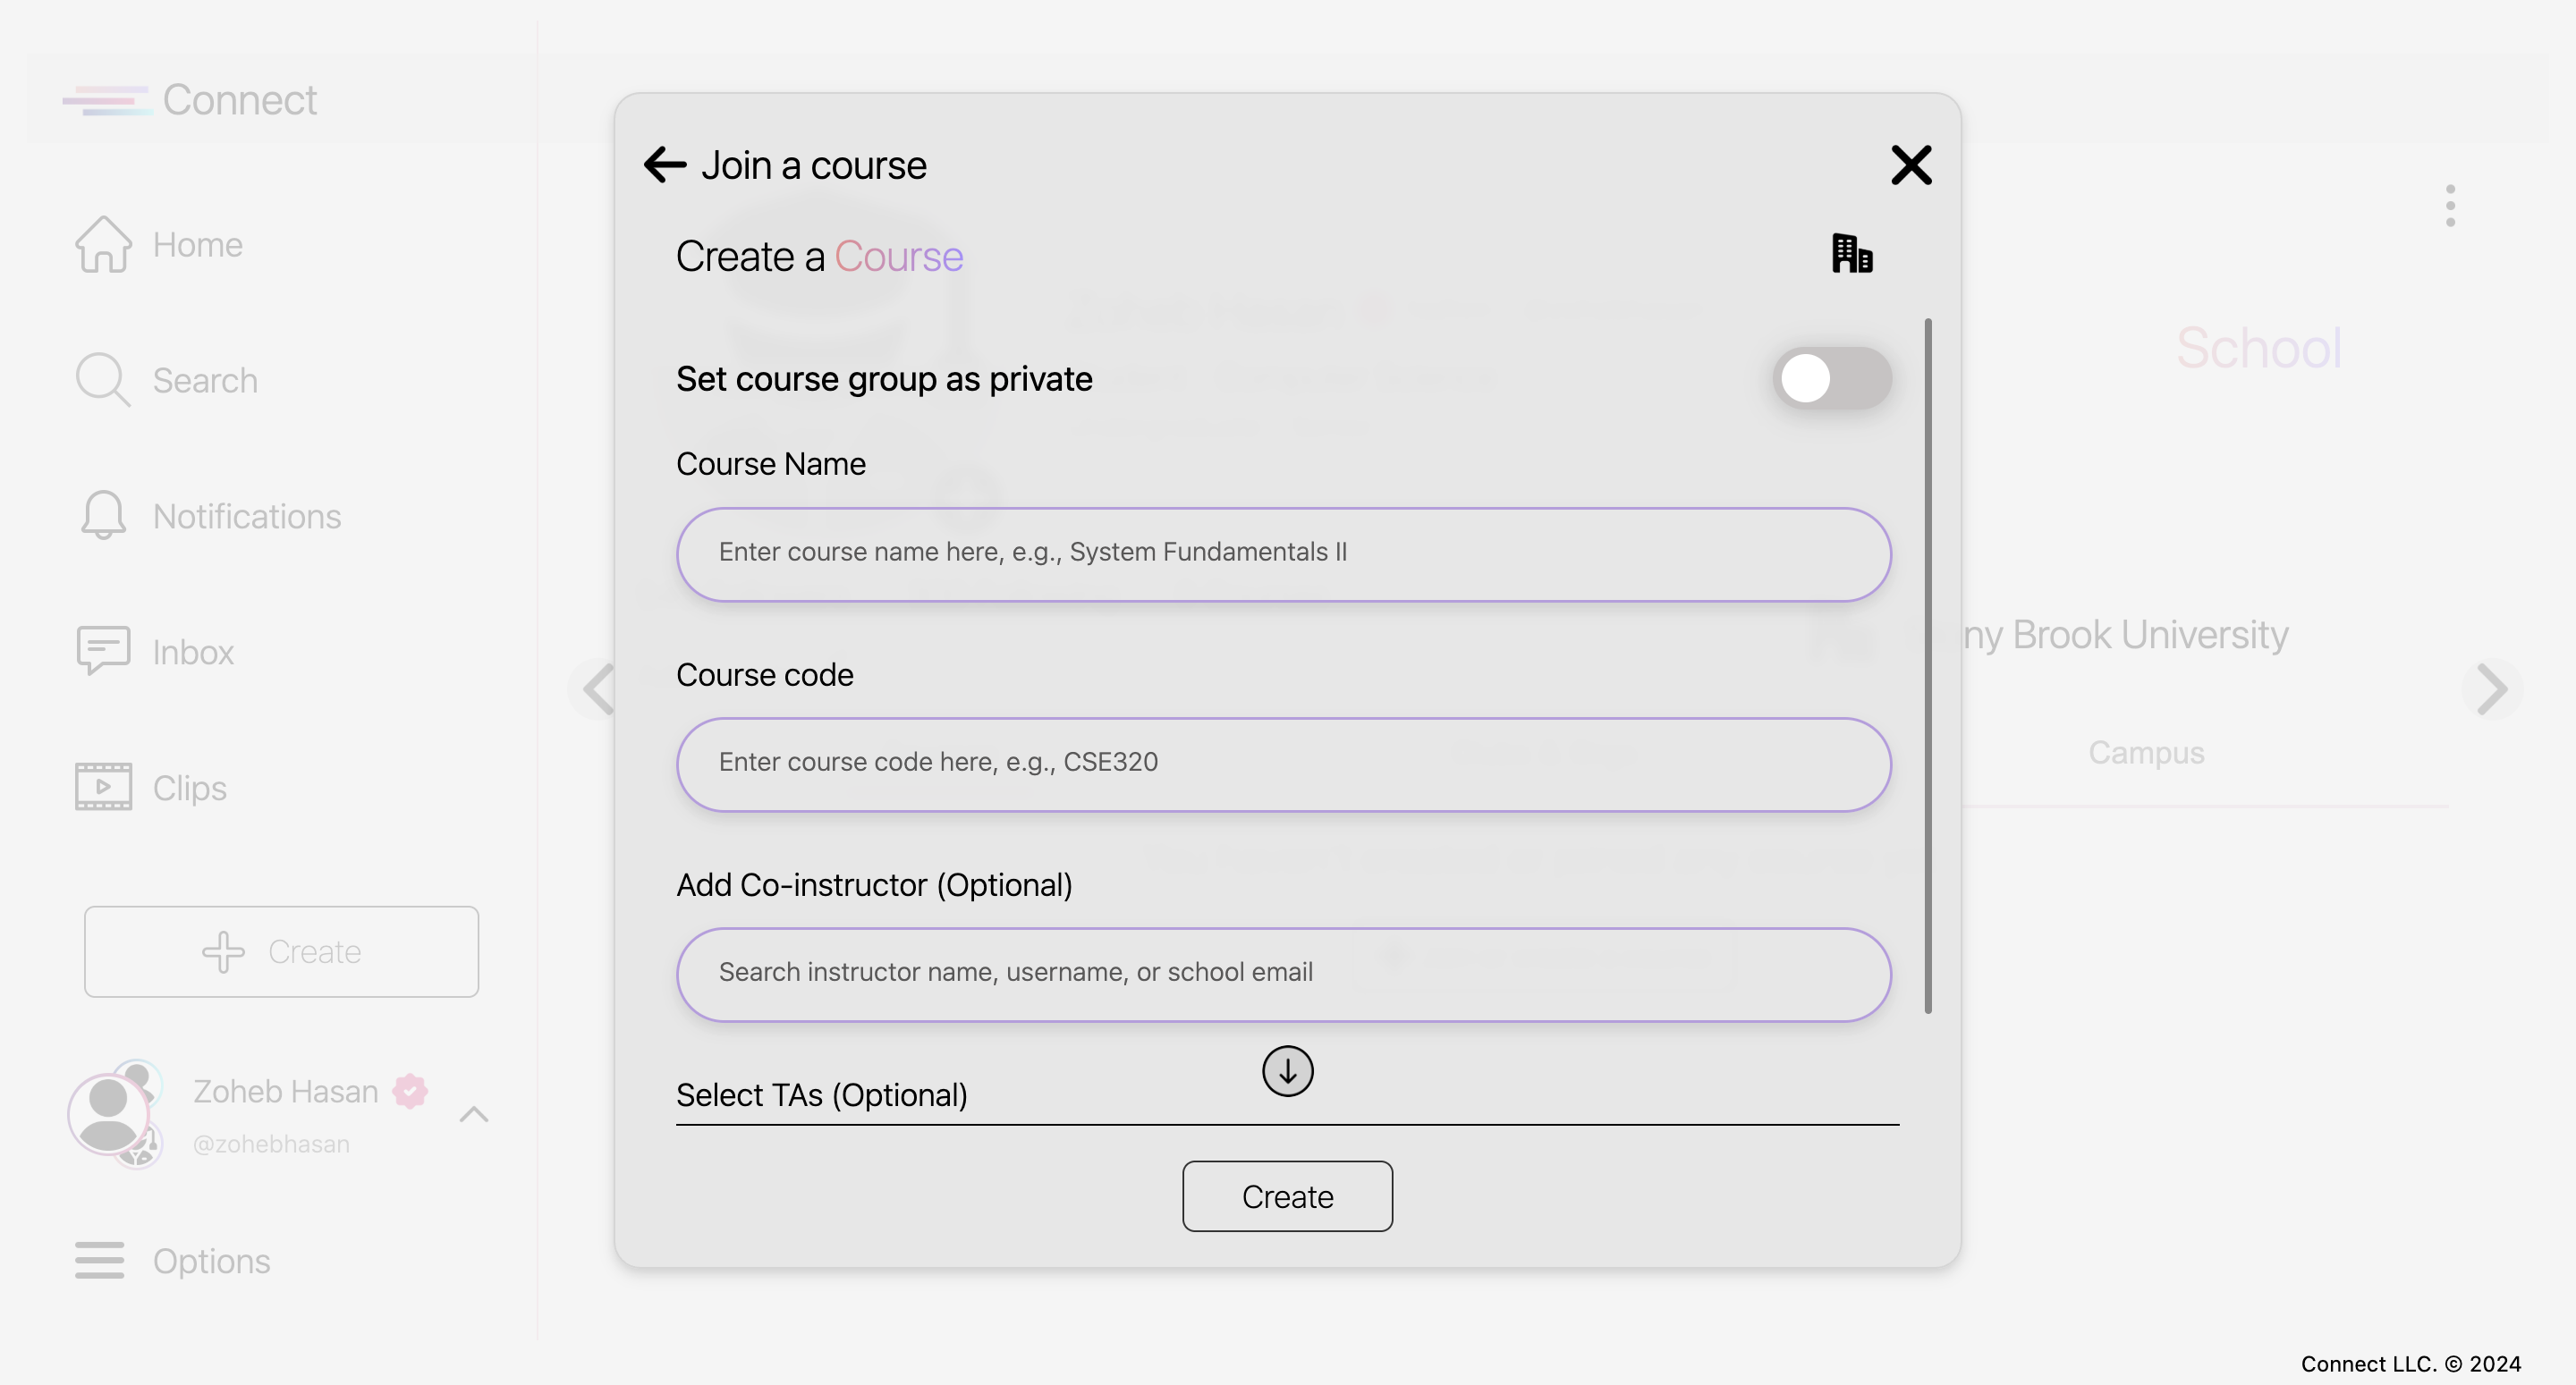 Connect
Home
Search
Notifications
Inbox
Clips
Create
Zoheb Hasan
@zohebhasan
Options
Join a course
Create a Course
Set course group as private
Course Name
Enter course name here, e.g., System Fundamentals II
Course code
Enter course code here, e.g., CSE320
Add Co-instructor (Optional)
Search instructor name, username, or school email
Select TAs (Optional)
Create
School
ny Brook University
Campus
Connect LLC. © 2024